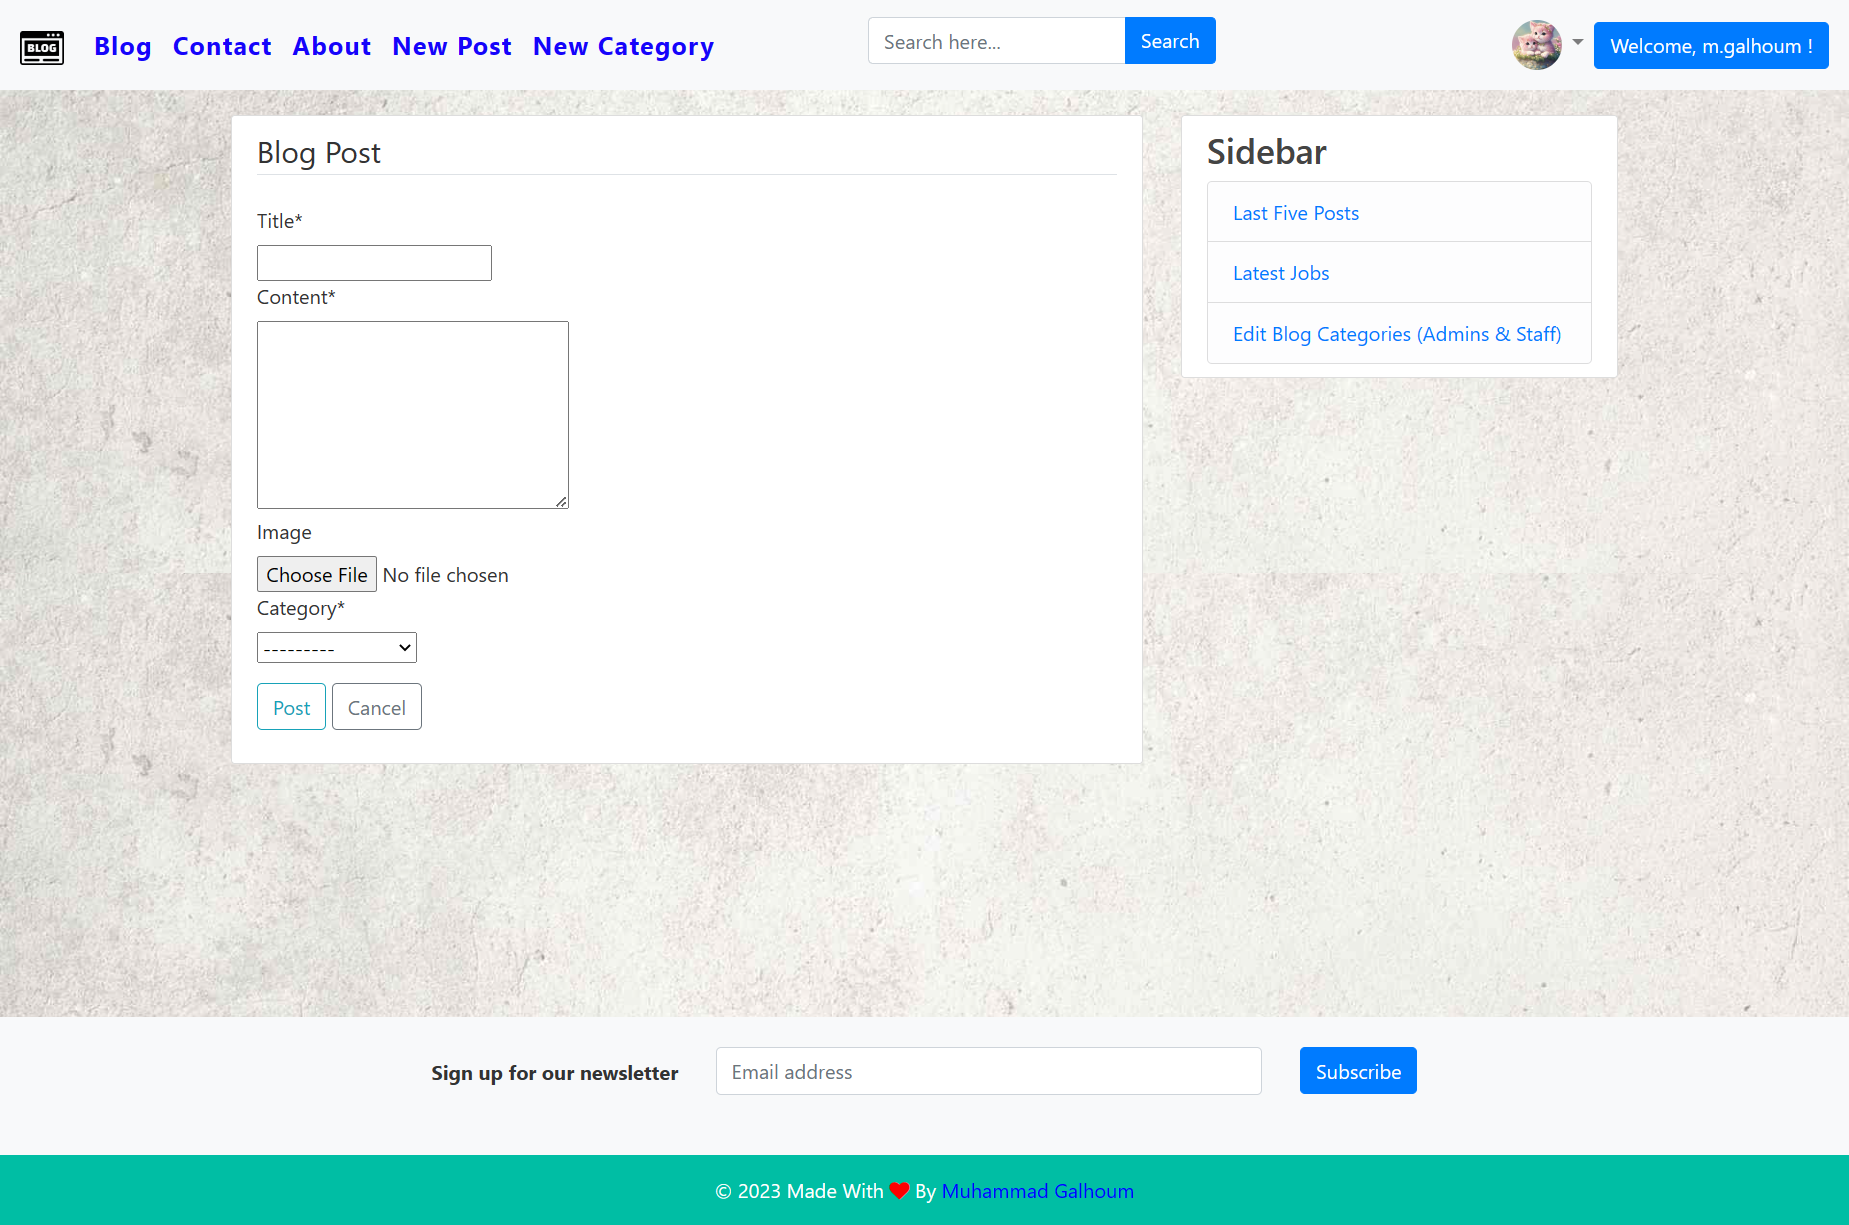 BLOG
Blog Contact About New Post New Category
Search here...
Search
Welcome, m.galhoum !
Blog Post
Title*
Content*
Image
Choose File No file chosen
Category*
---------
Post
Cancel
Sidebar
Last Five Posts
Latest Jobs
Edit Blog Categories (Admins & Staff)
Sign up for our newsletter
Email address
Subscribe
© 2023 Made With ❤ By Muhammad Galhoum